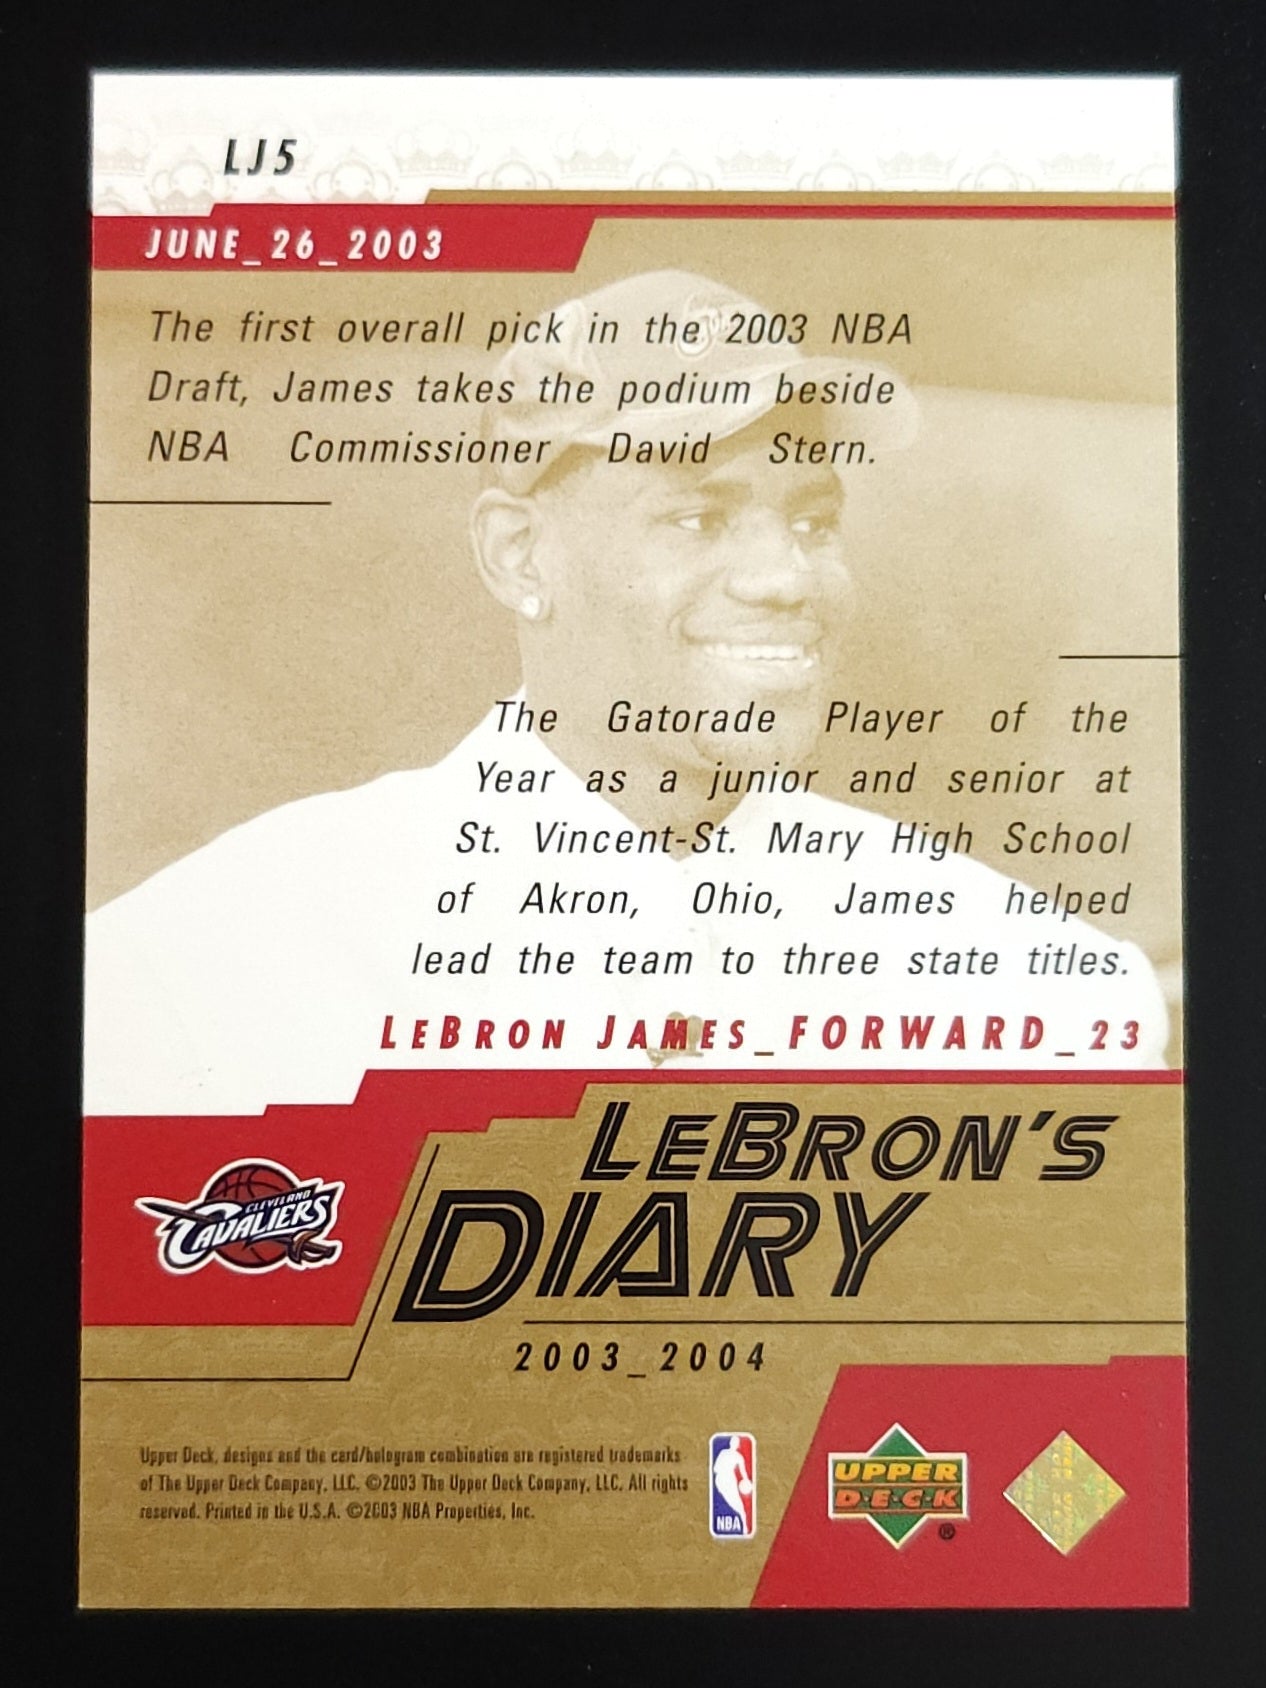 LJ5
JUNE_26_2003
The first overall pick in the 2003 NBA
Draft, James takes the podium beside
NBA Commissioner David Stern.
The Gatorade Player of the
Year as a junior and senior at
St. Vincent-St. Mary High School
of Akron, Ohio, James helped
lead the team to three state titles.
LEBRON JAMES_FORWARD_23
LEBRON'S
DIARY
CLEVELAND
CAVALIERS
2003_2004
Upper Deck, designs and the card/hologram combination are registered trademarks
of The Upper Deck Company, LLC. ©2003 The Upper Deck Company, LLC. All rights
reserved. Printed in the U.S.A. ©2003 NBA Properties, Inc.
NBA
UPPER
D·E·C·K
®